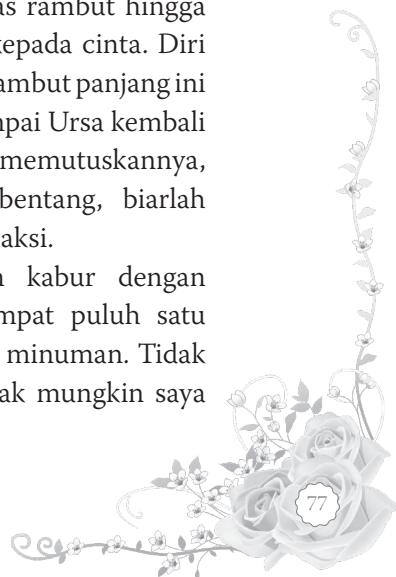 as rambut hingga
kepada cinta. Diri
ambut panjang ini
mpai Ursa kembali
memutuskannya,
bentang, biarlah
aksi.
kabur dengan
mpat puluh satu
minuman. Tidak
ak mungkin saya
77